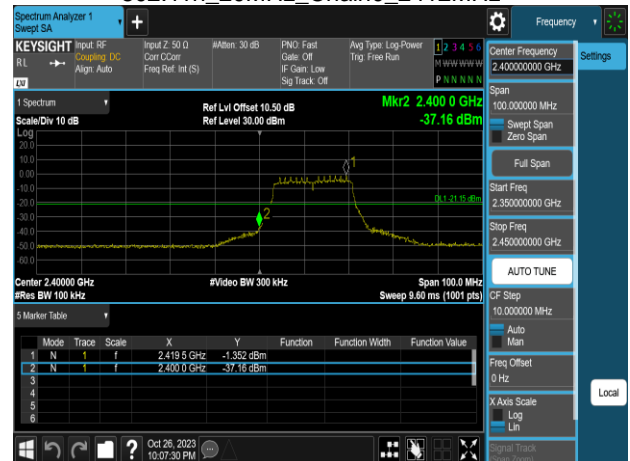 Spectrum Analyzer 1
Swept SA
Frequency
KEYSIGHT
Input: RF
Coupling: DC
Align: Auto
Input Z: 50 Ω
Corr CCorr
Freq Ref: Int (S)
#Atten: 30 dB
PNO: Fast
Gate: Off
IF Gain: Low
Sig Track: Off
Avg Type: Log-Power
Trig: Free Run
1 2 3 4 5 6
M W W W W W
P N N N N N
R L
LXI
Center Frequency
2.400000000 GHz
Settings
1 Spectrum
Scale/Div 10 dB
Ref Lvl Offset 10.50 dB
Ref Level 30.00 dBm
Mkr2 2.400 0 GHz
-37.16 dBm
Span
100.000000 MHz
Swept Span
Zero Span
Full Span
Start Freq
2.350000000 GHz
Stop Freq
2.450000000 GHz
AUTO TUNE
CF Step
10.000000 MHz
Auto
Man
Freq Offset
0 Hz
X Axis Scale
Log
Lin
Signal Track
(Span Zoom)
Local
Log
20.0
10.0
0.00
-10.0
-20.0
-30.0
-40.0
-50.0
-60.0
1
2
DL1 -21.15 dBm
Center 2.40000 GHz
#Res BW 100 kHz
#Video BW 300 kHz
Span 100.0 MHz
Sweep 9.60 ms (1001 pts)
5 Marker Table
Mode Trace Scale X Y Function Function Width Function Value
1 N 1 f 2.419 5 GHz -1.352 dBm
2 N 1 f 2.400 0 GHz -37.16 dBm
3
4
5
6
?
Oct 26, 2023
10:07:30 PM